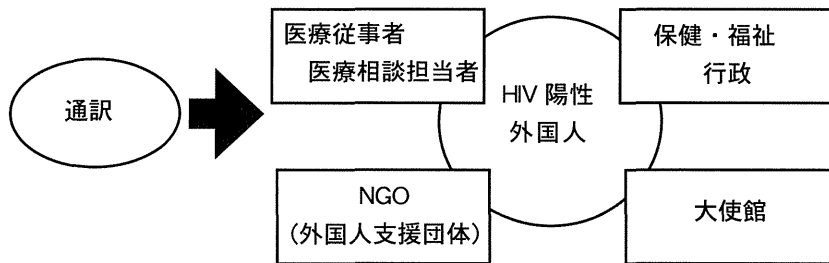 通訳
医療従事者
医療相談担当者
HIV 陽性
外国人
保健・福祉
行政
NGO
（外国人支援団体）
大使館